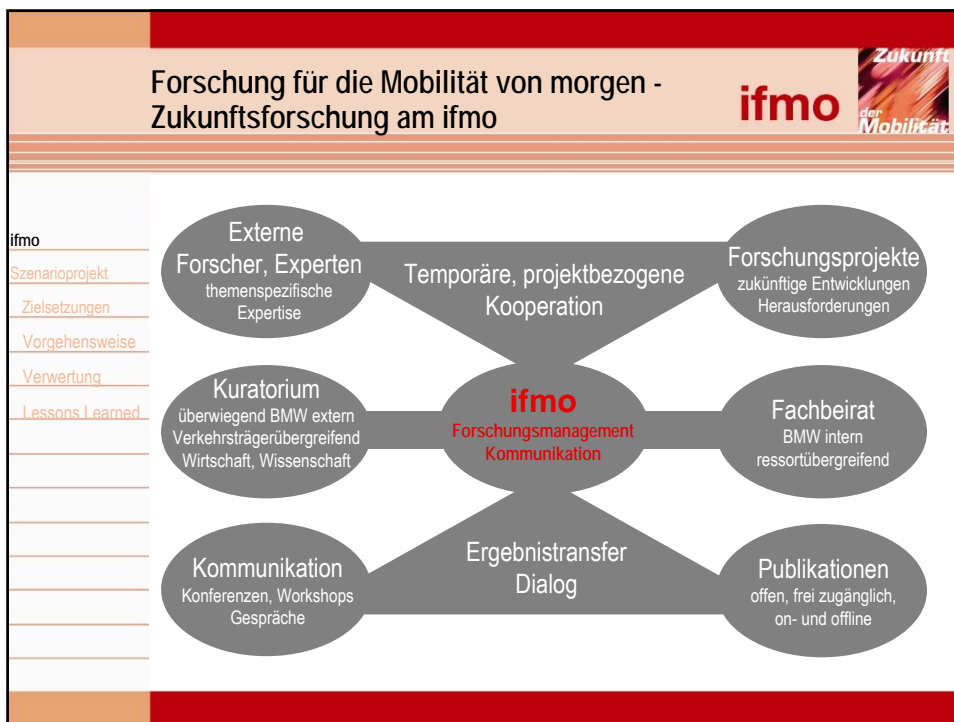 Forschung für die Mobilität von morgen -
Zukunftsforschung am ifmo
ifmo
Zukunft
der
Mobilität
ifmo
Szenarioprojekt
Zielsetzungen
Vorgehensweise
Verwertung
Lessons Learned
Externe
Forscher, Experten
themenspezifische
Expertise
Temporäre, projektbezogene
Kooperation
Forschungsprojekte
zukünftige Entwicklungen
Herausforderungen
Kuratorium
überwiegend BMW extern
Verkehrsträgerübergreifend
Wirtschaft, Wissenschaft
ifmo
Forschungsmanagement
Kommunikation
Fachbeirat
BMW intern
ressortübergreifend
Kommunikation
Konferenzen, Workshops
Gespräche
Ergebnistransfer
Dialog
Publikationen
offen, frei zugänglich,
on- und offline